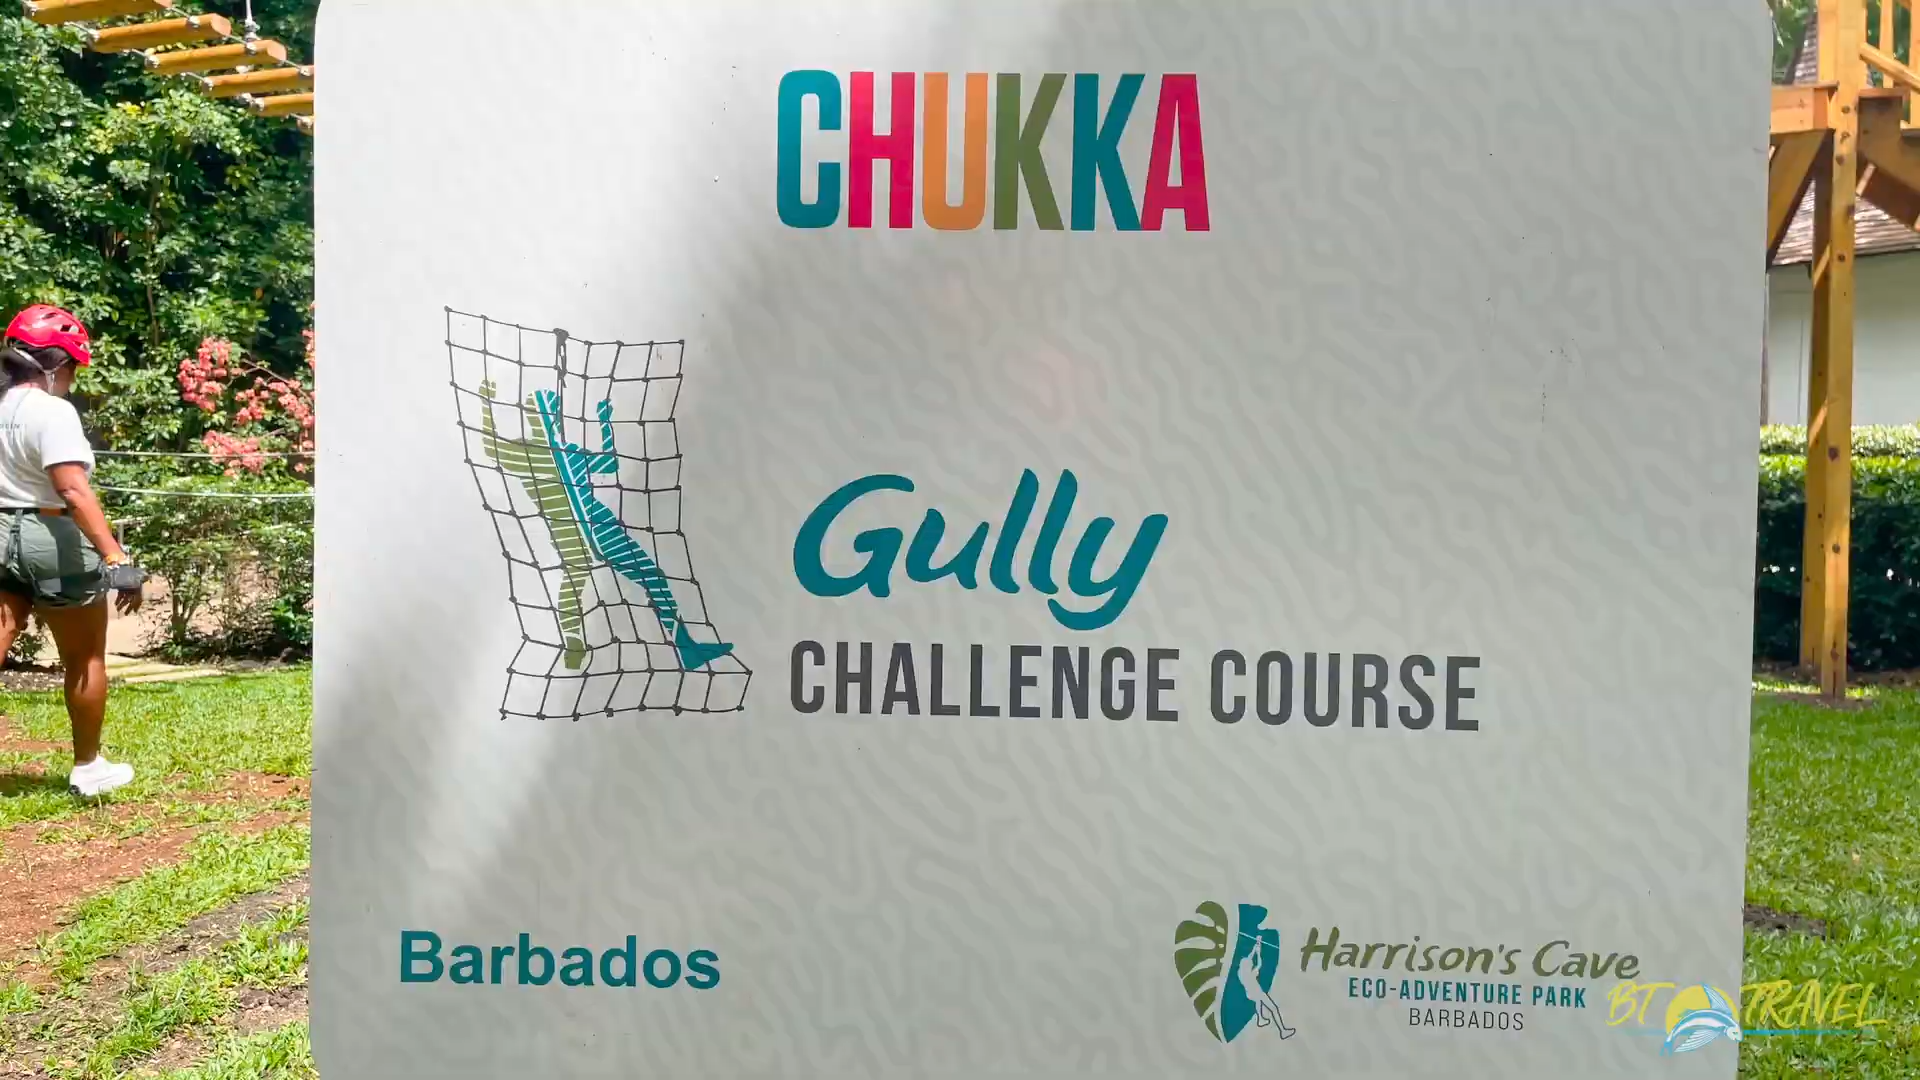 CHUKKA
Gully
CHALLENGE COURSE
Barbados
Harrison's Cave
ECO-ADVENTURE PARK
BARBADOS
BT TRAVEL